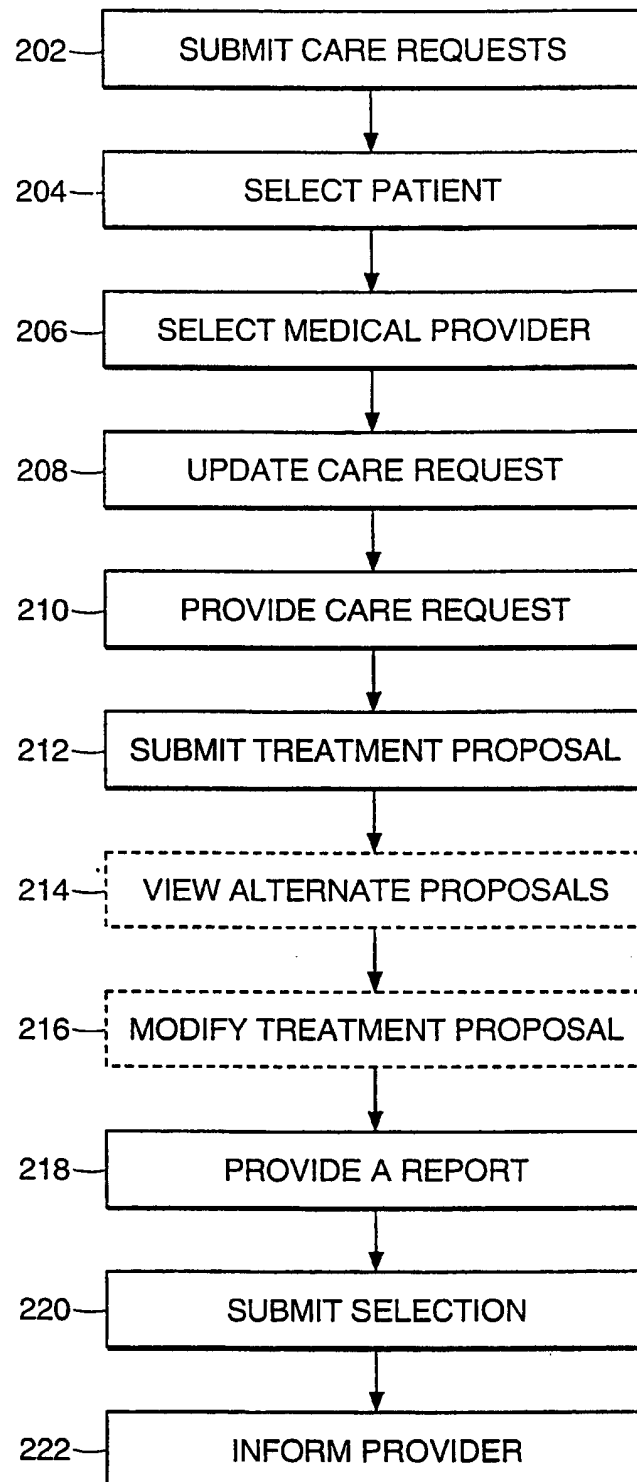 202 SUBMIT CARE REQUESTS
204 SELECT PATIENT
206 SELECT MEDICAL PROVIDER
208 UPDATE CARE REQUEST
210 PROVIDE CARE REQUEST
212 SUBMIT TREATMENT PROPOSAL
214 VIEW ALTERNATE PROPOSALS
216 MODIFY TREATMENT PROPOSAL
218 PROVIDE A REPORT
220 SUBMIT SELECTION
222 INFORM PROVIDER